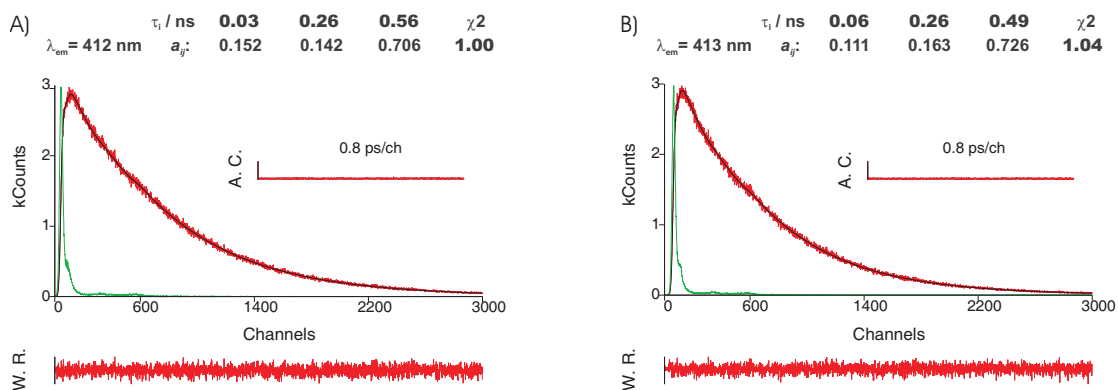 A)
τi / ns 0.03 0.26 0.56 χ2
λem= 412 nm aij: 0.152 0.142 0.706 1.00
3
2
1
0
kCounts
A. C.
0.8 ps/ch
600 1400 2200 3000
Channels
W. R.
B)
τi / ns 0.06 0.26 0.49 χ2
λem= 413 nm aij: 0.111 0.163 0.726 1.04
3
2
1
0
kCounts
A. C.
0.8 ps/ch
600 1400 2200 3000
Channels
W. R.